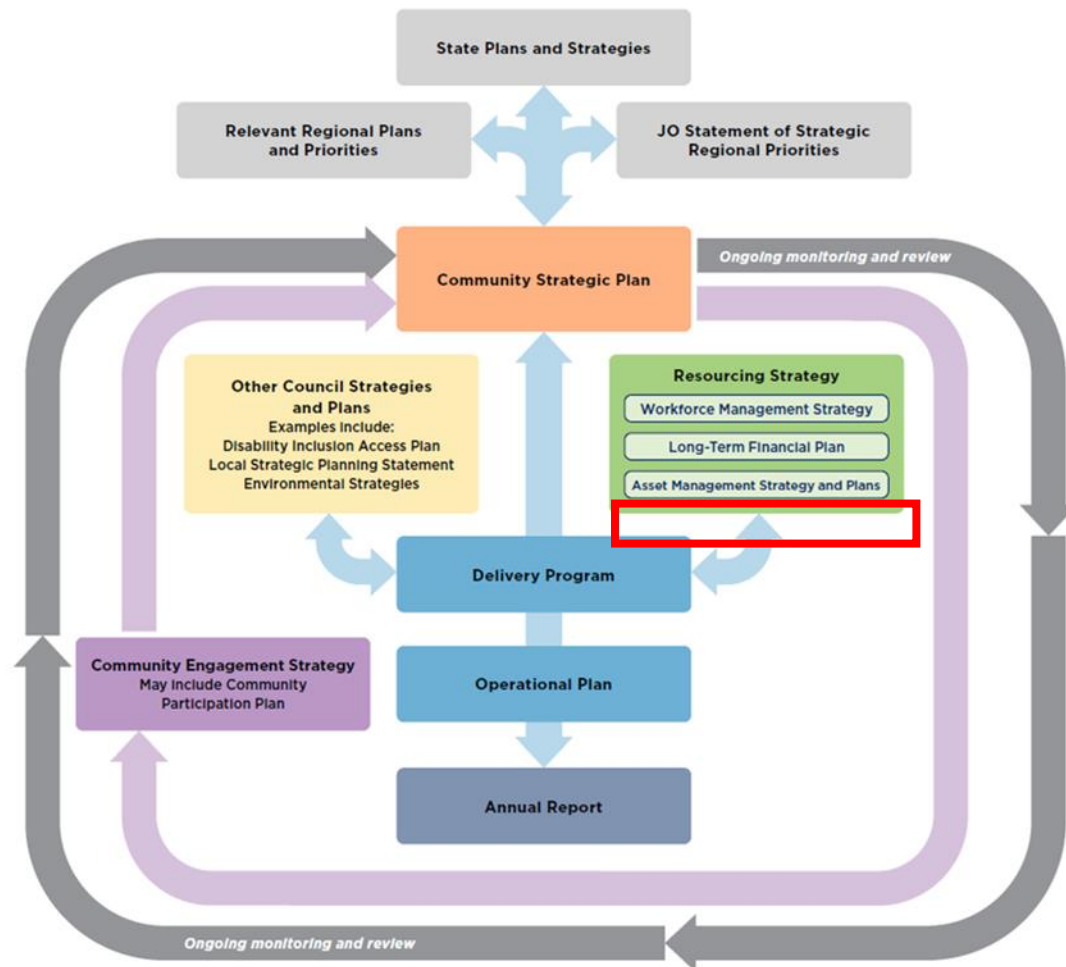 State Plans and Strategies
Relevant Regional Plans
and Priorities
JO Statement of Strategic
Regional Priorities
Community Strategic Plan
Ongoing monitoring and review
Other Council Strategies
and Plans
Examples include:
Disability Inclusion Access Plan
Local Strategic Planning Statement
Environmental Strategies
Resourcing Strategy
Workforce Management Strategy
Long-Term Financial Plan
Asset Management Strategy and Plans
Delivery Program
Community Engagement Strategy
May include Community
Participation Plan
Operational Plan
Annual Report
Ongoing monitoring and review